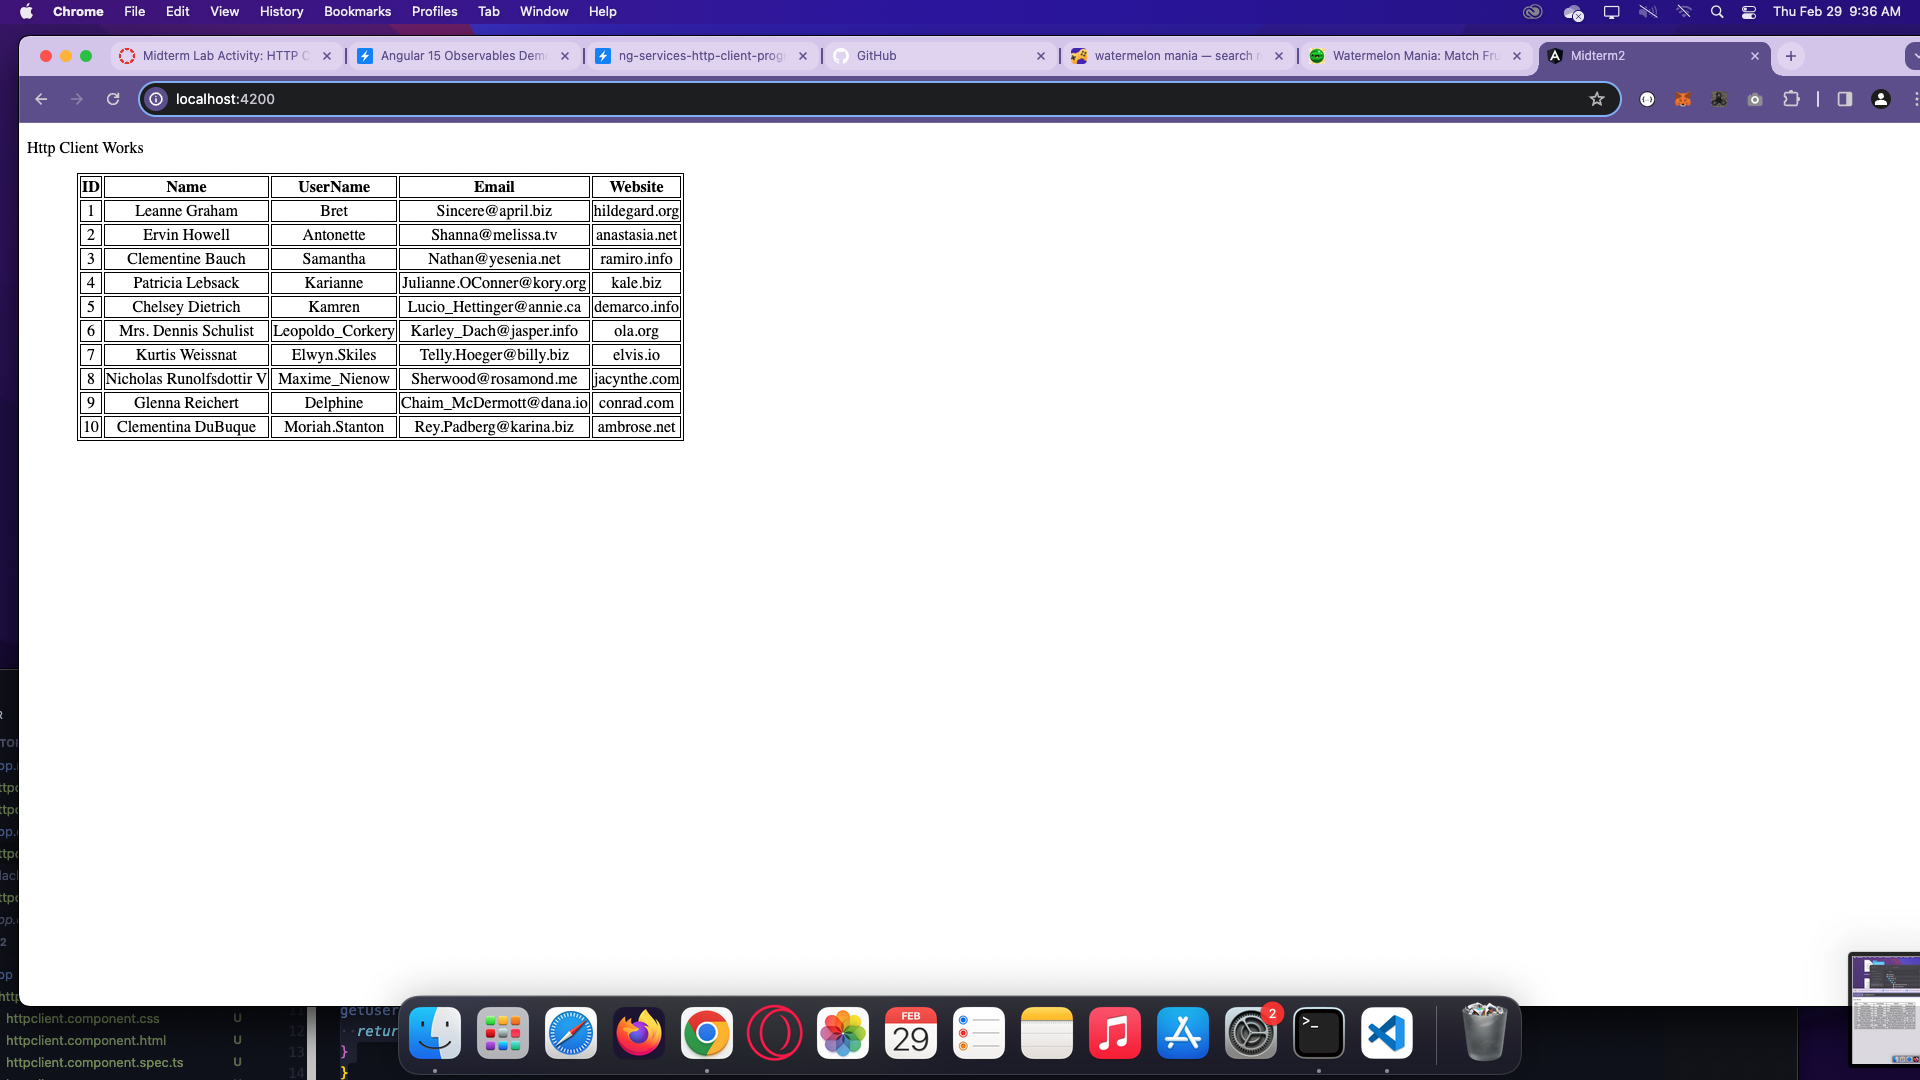 Chrome File Edit View History Bookmarks Profiles Tab Window Help Thu Feb 29 9:36 AM
Midterm Lab Activity: HTTP C Angular 15 Observables Dem ng-services-http-client-prog GitHub watermelon mania — search Watermelon Mania: Match Fru Midterm2
localhost:4200
Http Client Works
ID Name UserName Email Website
1 Leanne Graham Bret Sincere@april.biz hildegard.org
2 Ervin Howell Antonette Shanna@melissa.tv anastasia.net
3 Clementine Bauch Samantha Nathan@yesenia.net ramiro.info
4 Patricia Lebsack Karianne Julianne.OConner@kory.org kale.biz
5 Chelsey Dietrich Kamren Lucio_Hettinger@annie.ca demarco.info
6 Mrs. Dennis Schulist Leopoldo_Corkery Karley_Dach@jasper.info ola.org
7 Kurtis Weissnat Elwyn.Skiles Telly.Hoeger@billy.biz elvis.io
8 Nicholas Runolfsdottir V Maxime_Nienow Sherwood@rosamond.me jacynthe.com
9 Glenna Reichert Delphine Chaim_McDermott@dana.io conrad.com
10 Clementina DuBuque Moriah.Stanton Rey.Padberg@karina.biz ambrose.net
httpclient.component.css U
httpclient.component.html U
httpclient.component.spec.ts U
11 getUser
12 retur
13 }
14 }
FEB
29
2
>_